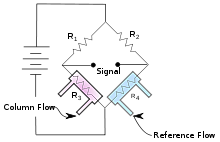 R1 R2
Signal
R3 R4
Column Flow
Reference Flow